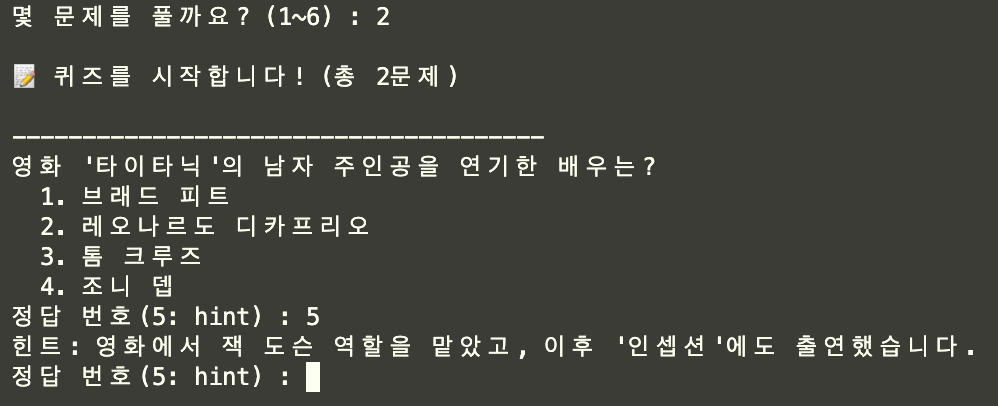 몇 문제를 풀까요? (1~6) : 2
📝 퀴즈를 시작합니다! (총 2문제)
----------------------------------------
영화 '타이타닉'의 남자 주인공을 연기한 배우는?
1. 브래드 피트
2. 레오나르도 디카프리오
3. 톰 크루즈
4. 조니 뎁
정답 번호(5: hint) : 5
힌트: 영화에서 잭 도슨 역할을 맡았고, 이후 '인셉션'에도 출연했습니다.
정답 번호(5: hint) :